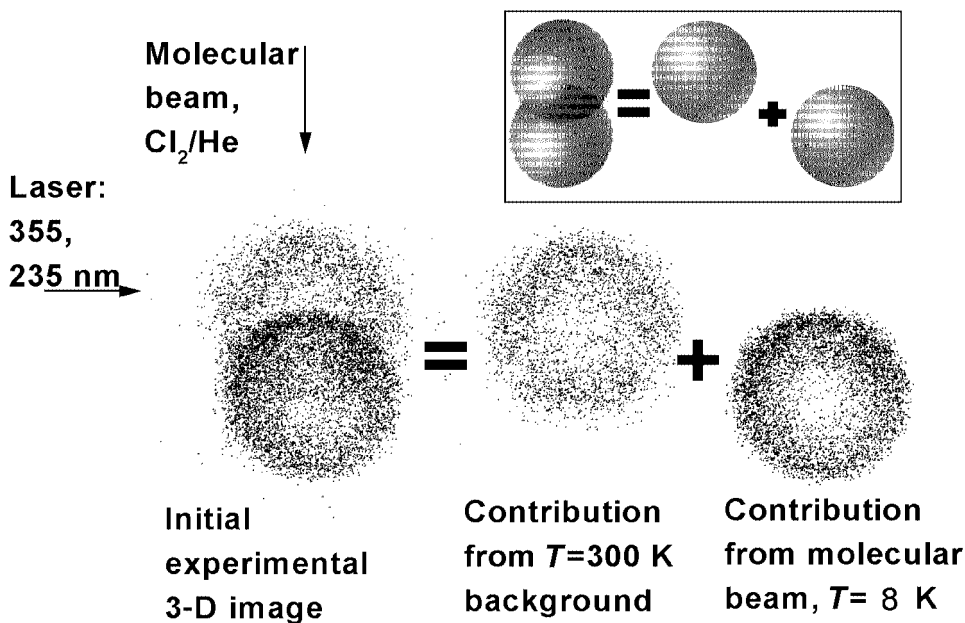 Molecular
beam,
Cl₂/He
Laser:
355,
235 nm
=
+
=
+
Initial
experimental
3-D image
Contribution
from T=300 K
background
Contribution
from molecular
beam, T= 8 K